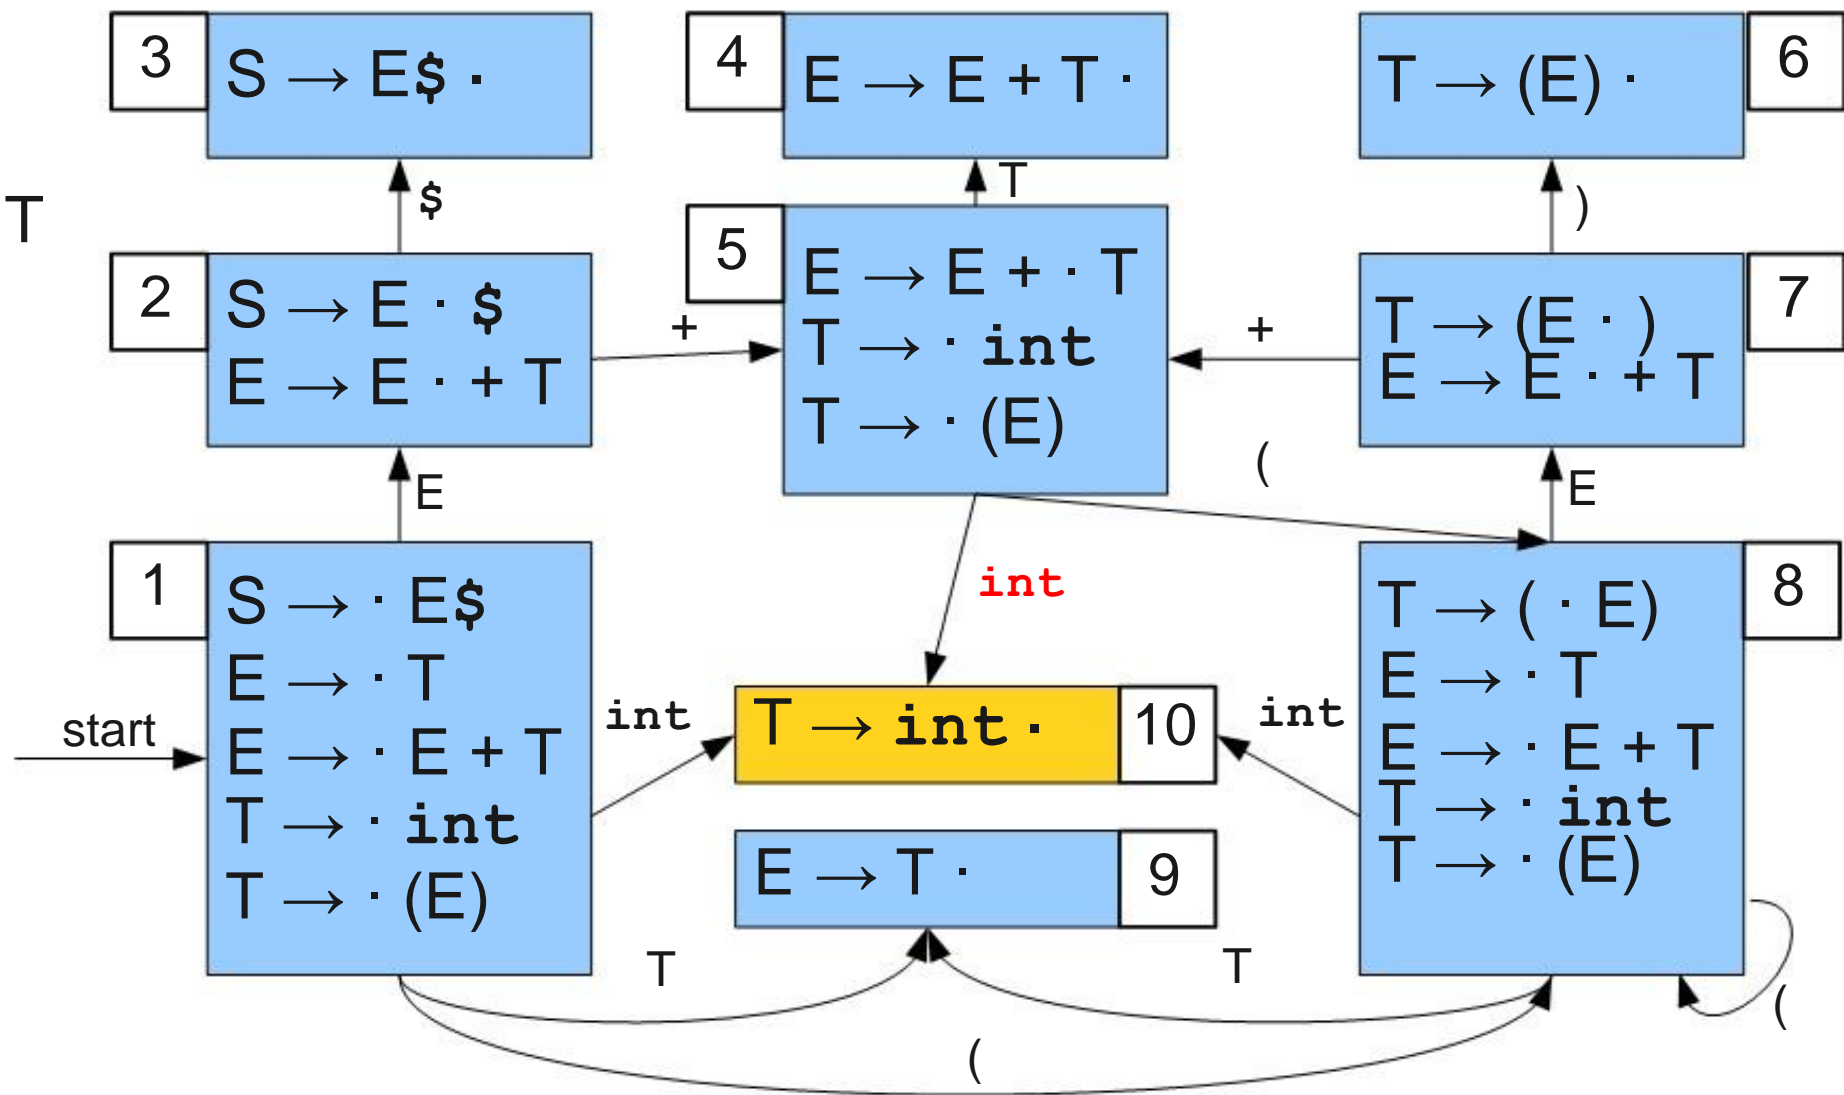 3
S → E$ ·
4
E → E + T ·
T → (E) ·
6
T
$
T
)
2
S → E · $
E → E · + T
+
5
E → E + · T
T → · int
T → · (E)
+
T → (E · )
E → E · + T
7
E
(
E
1
S → · E$
E → · T
E → · E + T
T → · int
T → · (E)
start
int
int
T → int ·
10
int
E → T ·
9
T → ( · E)
E → · T
E → · E + T
T → · int
T → · (E)
8
T
T
(
(